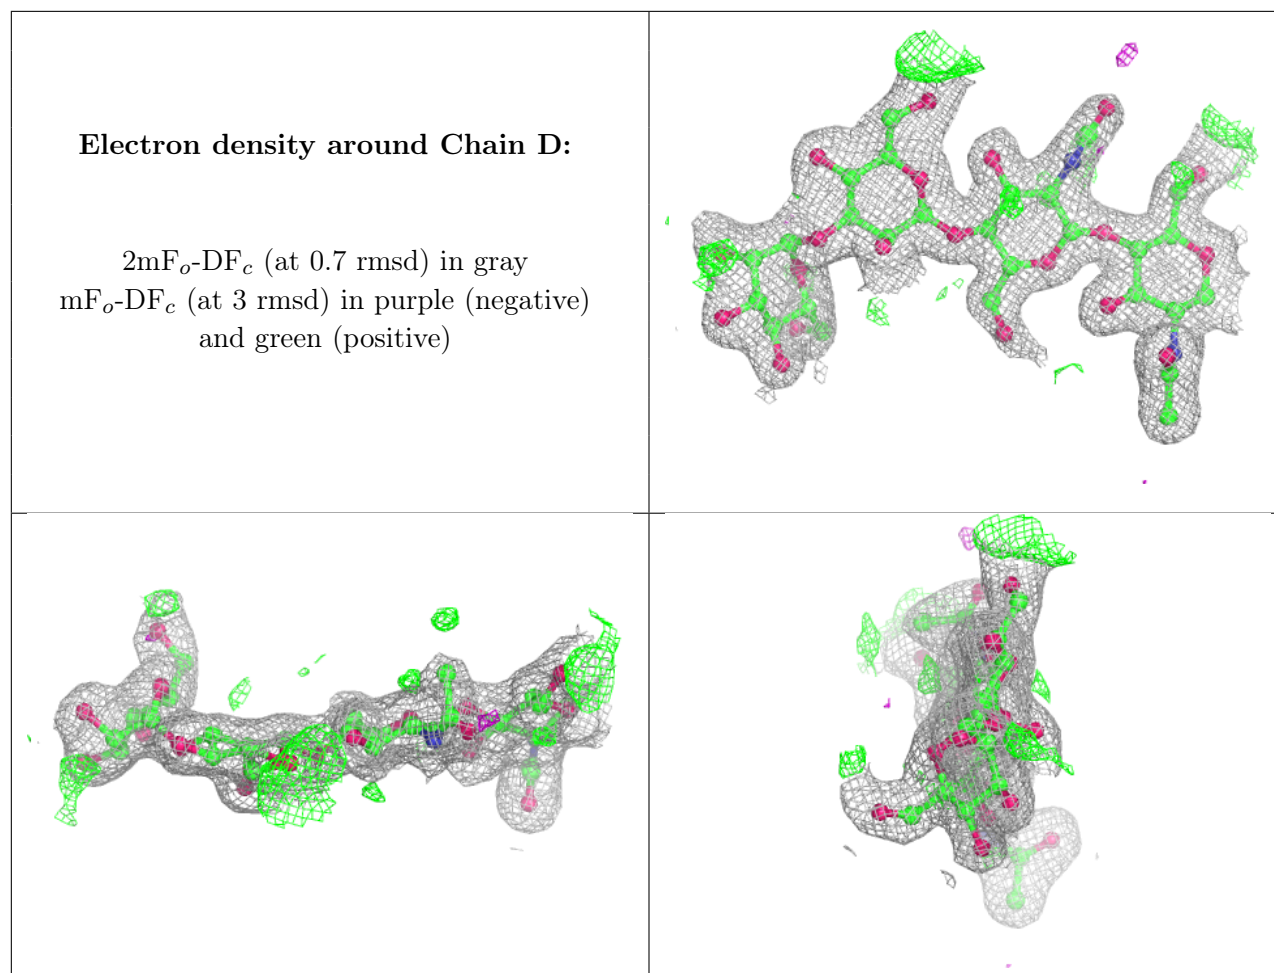 Electron density around Chain D:
2mFₒ-DF𝑐 (at 0.7 rmsd) in gray
mFₒ-DF𝑐 (at 3 rmsd) in purple (negative)
and green (positive)